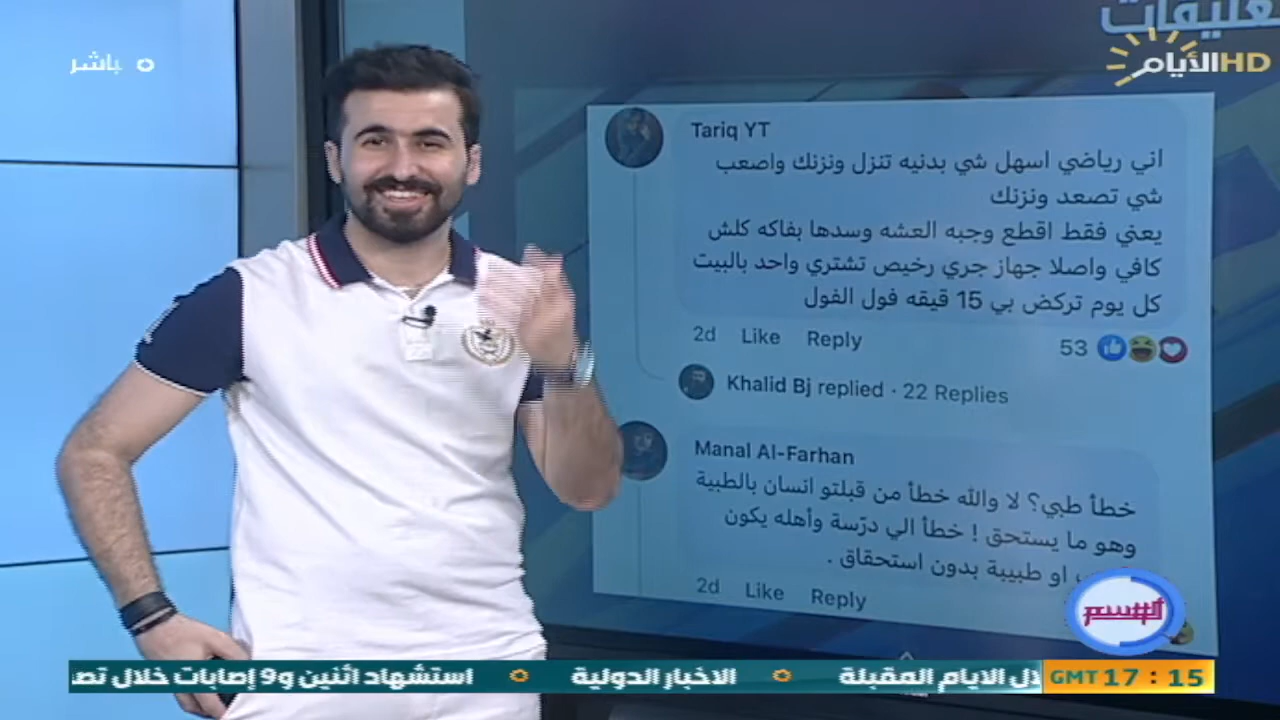 تعليقات
الأيام HD
باشر
Tariq YT
اني رياضي اسهل شي بدنيه تنزل ونزنك واصعب
شي تصعد ونزنك
يعني فقط اقطع وجبه العشه وسدها بفاكه كلش
كافي واصلا جهاز جري رخيص تشتري واحد بالبيت
كل يوم تركض بي 15 قيقه فول الفول
2d Like Reply 53
Khalid Bj replied · 22 Replies
Manal Al-Farhan
خطأ طبي؟ لا والله خطأ من قبلتو انسان بالطبية
وهو ما يستحق ! خطأ الي درّسة وأهله يكون
او طبيبة بدون استحقاق .
2d Like Reply
الايام المقبلة الاخبار الدولية استشهاد اثنين و9 إصابات خلال
GMT 17 : 15